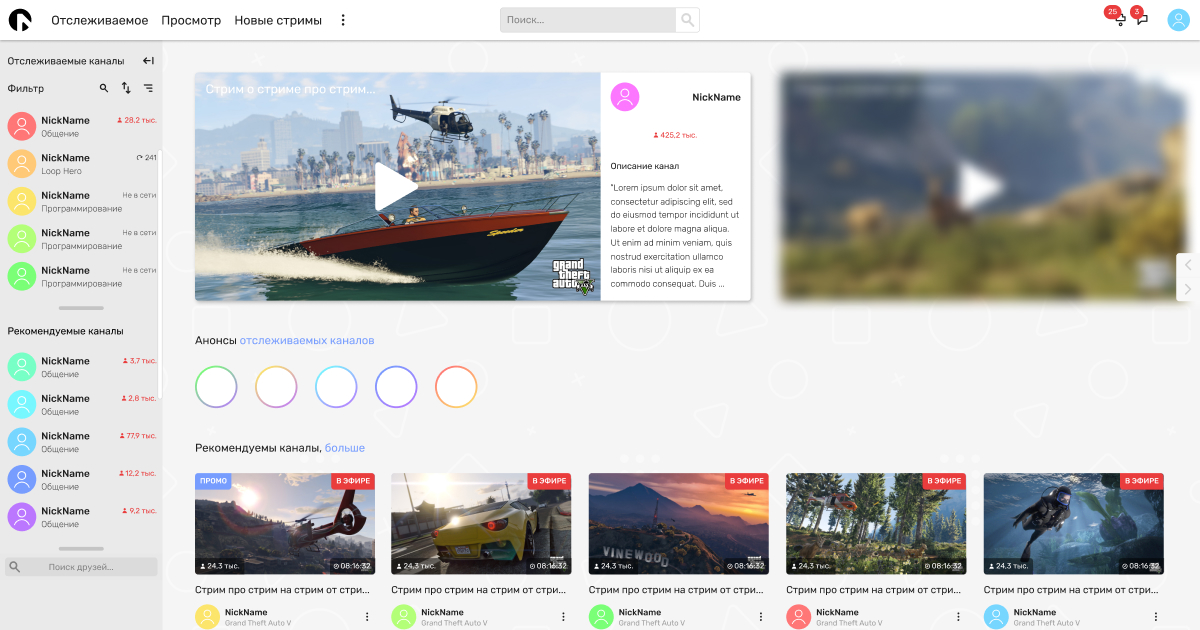 Отслеживаемое
Просмотр
Новые стримы
Поиск...
25
3
Отслеживаемые каналы
Фильтр
NickName
28,2 тыс.
Общение
NickName
241
Loop Hero
NickName
Не в сети
Программирование
NickName
Не в сети
Программирование
NickName
Не в сети
Программирование
Рекомендуемые каналы
NickName
3,7 тыс.
Общение
NickName
2,8 тыс.
Общение
NickName
77,9 тыс.
Общение
NickName
12,2 тыс.
Общение
NickName
9,2 тыс.
Общение
Поиск друзей...
Стрим о стриме про стрим...
Speeder
grand
theft
auto
NickName
425,2 тыс.
Описание канал
"Lorem ipsum dolor sit amet,
consectetur adipiscing elit, sed
do eiusmod tempor incididunt ut
labore et dolore magna aliqua.
Ut enim ad minim veniam, quis
nostrud exercitation ullamco
laboris nisi ut aliquip ex ea
commodo consequat. Duis ...
Анонсы отслеживаемых каналов
Рекомендуемы каналы, больше
ПРОМО
В ЭФИРЕ
24,3 тыс.
08:16:32
Стрим про стрим на стрим от стри...
NickName
Grand Theft Auto V
В ЭФИРЕ
24,3 тыс.
08:16:32
Стрим про стрим на стрим от стри...
NickName
Grand Theft Auto V
В ЭФИРЕ
VINEWOOD
24,3 тыс.
08:16:32
Стрим про стрим на стрим от стри...
NickName
Grand Theft Auto V
В ЭФИРЕ
24,3 тыс.
08:16:32
Стрим про стрим на стрим от стри...
NickName
Grand Theft Auto V
В ЭФИРЕ
24,3 тыс.
08:16:32
Стрим про стрим на стрим от стри...
NickName
Grand Theft Auto V